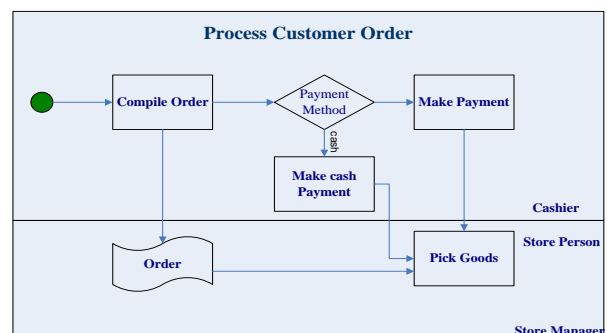 Process Customer Order
Compile Order
Payment
Method
Make Payment
cash
Make cash
Payment
Cashier
Store Person
Order
Pick Goods
Store Manager